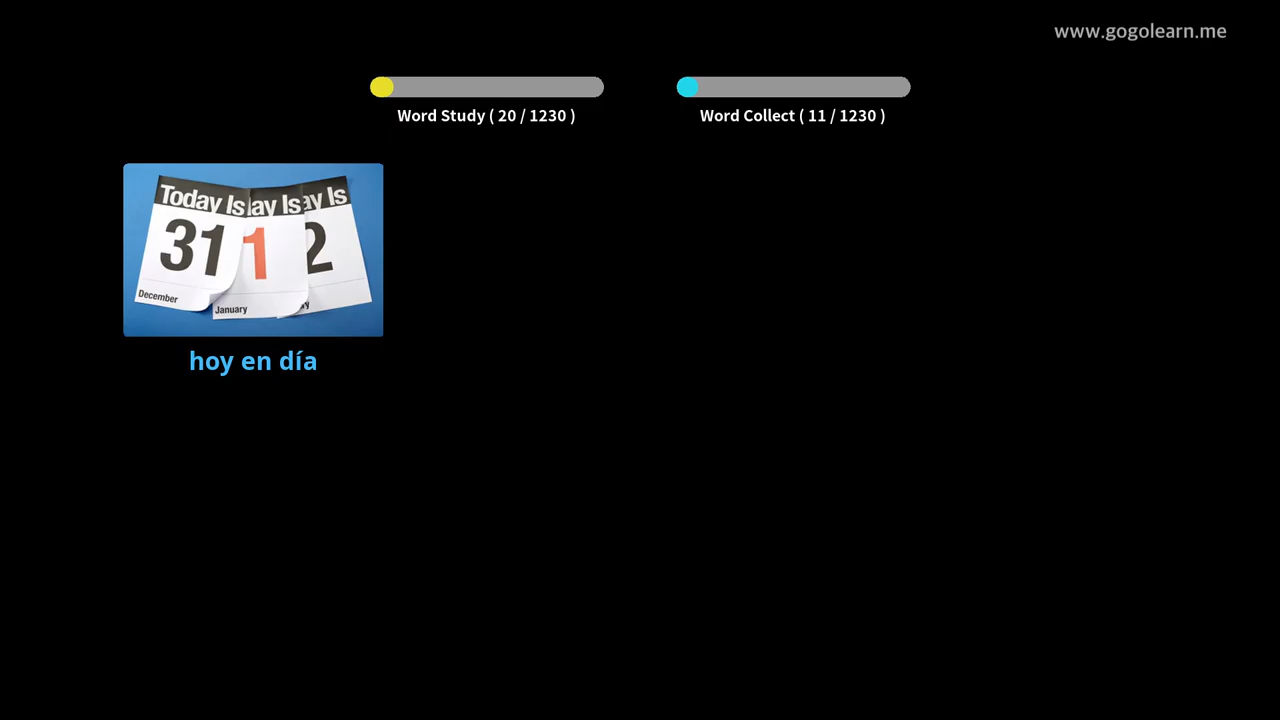 www.gogolearn.me
Word Study ( 20 / 1230 )
Word Collect ( 11 / 1230 )
Today Is ay Is ay Is
31 1 2
December
January
hoy en día